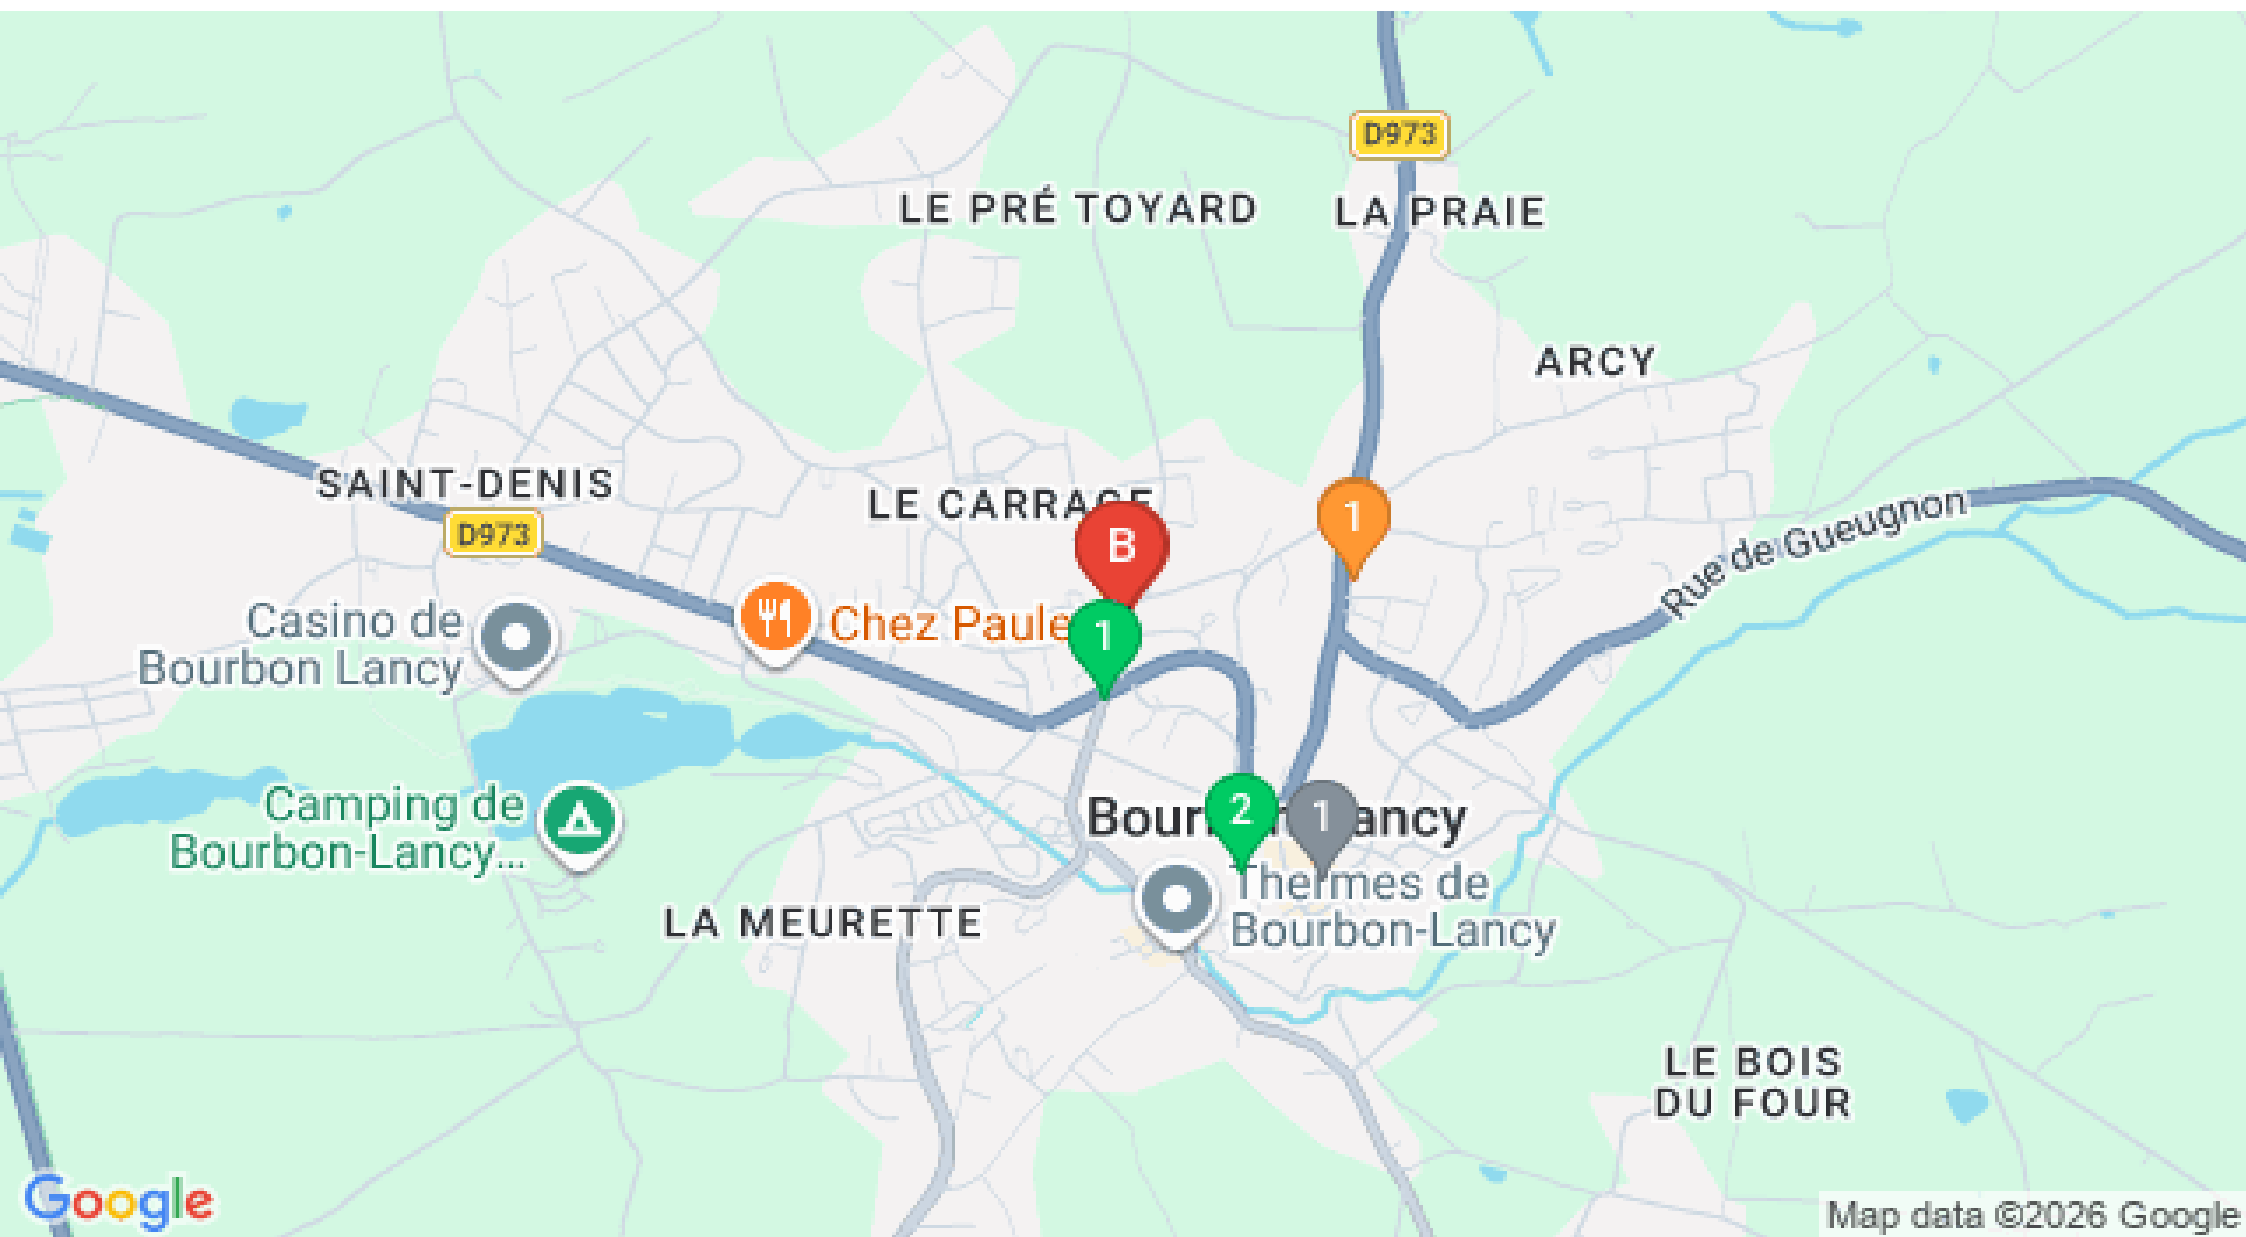 D973
LE PRÉ TOYARD
LA PRAIE
ARCY
SAINT-DENIS
D973
LE CARRAGE
B
1
1
Rue de Gueugnon
Casino de
Bourbon Lancy
Chez Paule
Camping de
Bourbon-Lancy...
2
1
Bourbon-Lancy
Thermes de
Bourbon-Lancy
LA MEURETTE
LE BOIS
DU FOUR
Google
Map data ©2026 Google